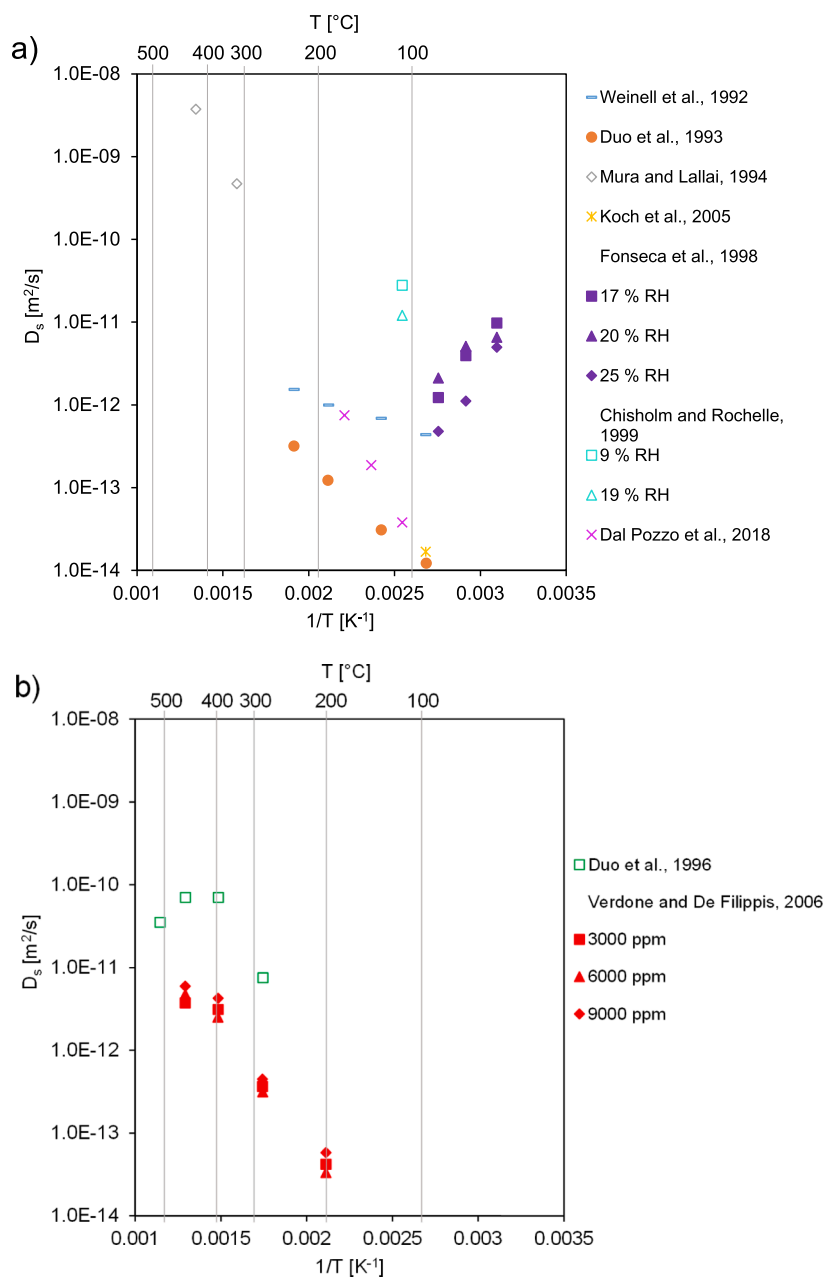 T [°C]
a)
500 400 300 200 100
1.0E-08
1.0E-09
1.0E-10
1.0E-11
1.0E-12
1.0E-13
1.0E-14
Ds [m2/s]
0.001 0.0015 0.002 0.0025 0.003 0.0035
1/T [K-1]
Weinell et al., 1992
Duo et al., 1993
Mura and Lallai, 1994
Koch et al., 2005
Fonseca et al., 1998
17 % RH
20 % RH
25 % RH
Chisholm and Rochelle,
1999
9 % RH
19 % RH
Dal Pozzo et al., 2018
T [°C]
b)
500 400 300 200 100
1.0E-08
1.0E-09
1.0E-10
1.0E-11
1.0E-12
1.0E-13
1.0E-14
Ds [m2/s]
0.001 0.0015 0.002 0.0025 0.003 0.0035
1/T [K-1]
Duo et al., 1996
Verdone and De Filippis, 2006
3000 ppm
6000 ppm
9000 ppm